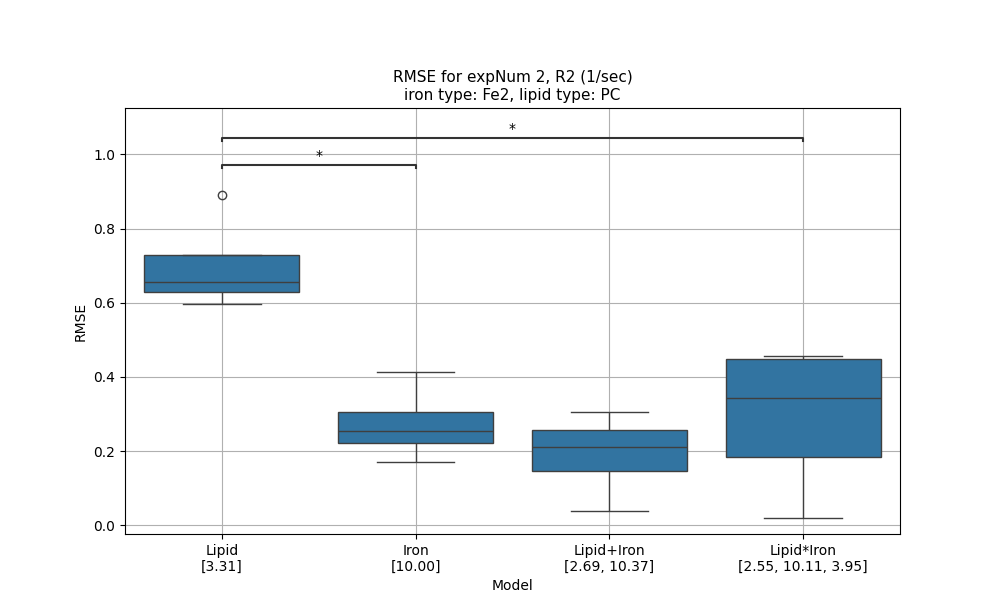 RMSE for expNum 2, R2 (1/sec)
iron type: Fe2, lipid type: PC
*
*
1.0
0.8
0.6
0.4
0.2
0.0
RMSE
Lipid
[3.31]
Iron
[10.00]
Lipid+Iron
[2.69, 10.37]
Lipid*Iron
[2.55, 10.11, 3.95]
Model